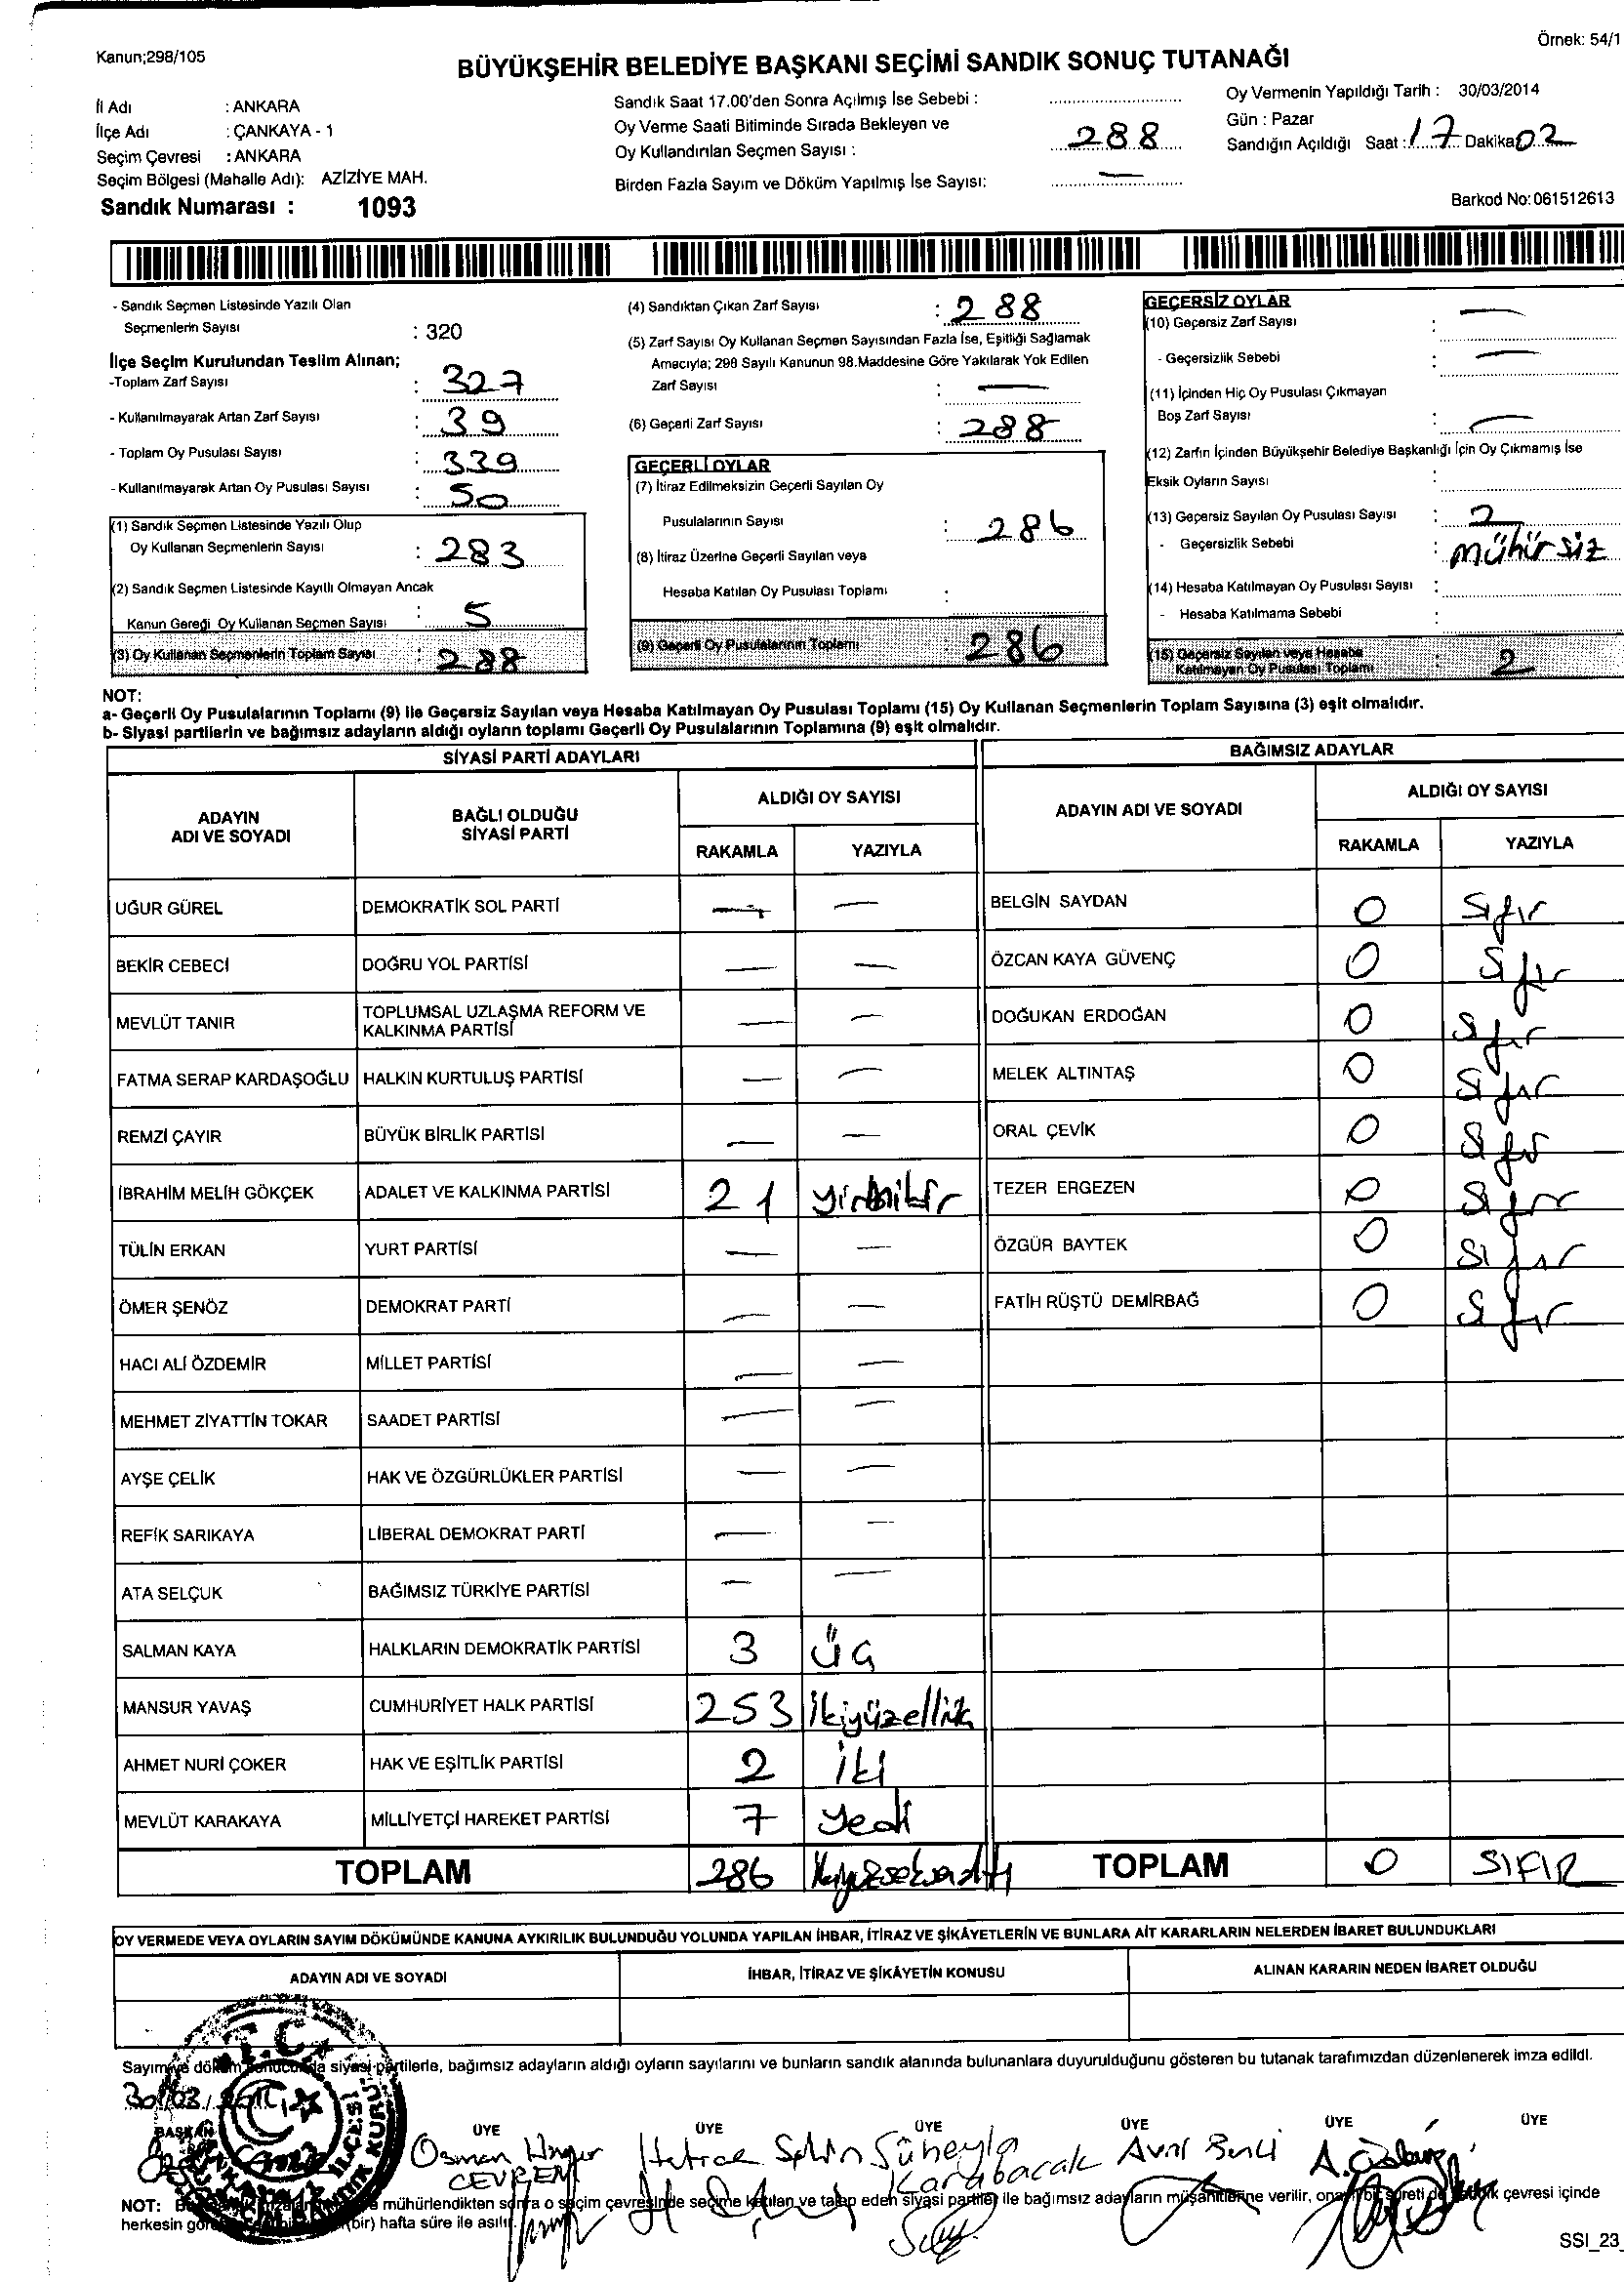 Kanun;298/105
Örnek: 54/1
BÜYÜKŞEHİR BELEDİYE BAŞKANI SEÇİMİ SANDIK SONUÇ TUTANAĞI
İl Adı : ANKARA
İlçe Adı : ÇANKAYA - 1
Seçim Çevresi : ANKARA
Seçim Bölgesi (Mahalle Adı): AZİZİYE MAH.
Sandık Numarası : 1093
Sandık Saat 17.00'den Sonra Açılmış İse Sebebi :
Oy Verme Saati Bitiminde Sırada Bekleyen ve
Oy Kullandırılan Seçmen Sayısı : 288
Birden Fazla Sayım ve Döküm Yapılmış İse Sayısı: —
Oy Vermenin Yapıldığı Tarih : 30/03/2014
Gün : Pazar
Sandığın Açıldığı Saat : 17 Dakika 02
Barkod No:061512613
- Sandık Seçmen Listesinde Yazılı Olan
Seçmenlerin Sayısı : 320
İlçe Seçim Kurulundan Teslim Alınan;
-Toplam Zarf Sayısı : 327
- Kullanılmayarak Artan Zarf Sayısı : 39
- Toplam Oy Pusulası Sayısı : 339
- Kullanılmayarak Artan Oy Pusulası Sayısı : 50
(1) Sandık Seçmen Listesinde Yazılı Olup
Oy Kullanan Seçmenlerin Sayısı : 283
(2) Sandık Seçmen Listesinde Kayıtlı Olmayan Ancak
Kanun Gereği Oy Kullanan Seçmen Sayısı : 5
(3) Oy Kullanan Seçmenlerin Toplam Sayısı : 288
(4) Sandıktan Çıkan Zarf Sayısı : 288
(5) Zarf Sayısı Oy Kullanan Seçmen Sayısından Fazla İse, Eşitliği Sağlamak
Amacıyla; 298 Sayılı Kanunun 98.Maddesine Göre Yakılarak Yok Edilen
Zarf Sayısı : —
(6) Geçerli Zarf Sayısı : 288
GEÇERLİ OYLAR
(7) İtiraz Edilmeksizin Geçerli Sayılan Oy
Pusulalarının Sayısı : 286
(8) İtiraz Üzerine Geçerli Sayılan veya
Hesaba Katılan Oy Pusulası Toplamı :
(9) Geçerli Oy Pusulalarının Toplamı : 286
GEÇERSİZ OYLAR
(10) Geçersiz Zarf Sayısı : —
- Geçersizlik Sebebi : —
(11) İçinden Hiç Oy Pusulası Çıkmayan
Boş Zarf Sayısı : —
(12) Zarfın İçinden Büyükşehir Belediye Başkanlığı İçin Oy Çıkmamış İse
Eksik Oyların Sayısı :
(13) Geçersiz Sayılan Oy Pusulası Sayısı : 2
- Geçersizlik Sebebi : mühürsüz
(14) Hesaba Katılmayan Oy Pusulası Sayısı :
- Hesaba Katılmama Sebebi :
(15) Geçersiz Sayılan veya Hesaba
Katılmayan Oy Pusulası Toplamı : 2
NOT:
a- Geçerli Oy Pusulalarının Toplamı (9) ile Geçersiz Sayılan veya Hesaba Katılmayan Oy Pusulası Toplamı (15) Oy Kullanan Seçmenlerin Toplam Sayısına (3) eşit olmalıdır.
b- Siyasi partilerin ve bağımsız adayların aldığı oyların toplamı Geçerli Oy Pusulalarının Toplamına (9) eşit olmalıdır.
SİYASİ PARTİ ADAYLARI
ADAYIN ADI VE SOYADI BAĞLI OLDUĞU SİYASİ PARTİ ALDIĞI OY SAYISI
RAKAMLA YAZIYLA
UĞUR GÜREL DEMOKRATİK SOL PARTİ — —
BEKİR CEBECİ DOĞRU YOL PARTİSİ — —
MEVLÜT TANIR TOPLUMSAL UZLAŞMA REFORM VE KALKINMA PARTİSİ — —
FATMA SERAP KARDAŞOĞLU HALKIN KURTULUŞ PARTİSİ — —
REMZİ ÇAYIR BÜYÜK BİRLİK PARTİSİ — —
İBRAHİM MELİH GÖKÇEK ADALET VE KALKINMA PARTİSİ 21 yirmibir
TÜLİN ERKAN YURT PARTİSİ — —
ÖMER ŞENÖZ DEMOKRAT PARTİ — —
HACI ALİ ÖZDEMİR MİLLET PARTİSİ — —
MEHMET ZİYATTİN TOKAR SAADET PARTİSİ — —
AYŞE ÇELİK HAK VE ÖZGÜRLÜKLER PARTİSİ — —
REFİK SARIKAYA LİBERAL DEMOKRAT PARTİ — —
ATA SELÇUK BAĞIMSIZ TÜRKİYE PARTİSİ — —
SALMAN KAYA HALKLARIN DEMOKRATİK PARTİSİ 3 Üç
MANSUR YAVAŞ CUMHURİYET HALK PARTİSİ 253
AHMET NURİ ÇOKER HAK VE EŞİTLİK PARTİSİ 2 iki
MEVLÜT KARAKAYA MİLLİYETÇİ HAREKET PARTİSİ 7 yedi
TOPLAM 286
BAĞIMSIZ ADAYLAR
ADAYIN ADI VE SOYADI ALDIĞI OY SAYISI
RAKAMLA YAZIYLA
BELGİN SAYDAN 0 Sıfır
ÖZCAN KAYA GÜVENÇ 0 Sıfır
DOĞUKAN ERDOĞAN 0 Sıfır
MELEK ALTINTAŞ 0 Sıfır
ORAL ÇEVİK 0 Sıfır
TEZER ERGEZEN 0 Sıfır
ÖZGÜR BAYTEK 0 Sıfır
FATİH RÜŞTÜ DEMİRBAĞ 0 Sıfır
TOPLAM 0 SIFIR
OY VERMEDE VEYA OYLARIN SAYIM DÖKÜMÜNDE KANUNA AYKIRILIK BULUNDUĞU YOLUNDA YAPILAN İHBAR, İTİRAZ VE ŞİKÂYETLERİN VE BUNLARA AİT KARARLARIN NELERDEN İBARET BULUNDUKLARI
ADAYIN ADI VE SOYADI İHBAR, İTİRAZ VE ŞİKÂYETİN KONUSU ALINAN KARARIN NEDEN İBARET OLDUĞU
Sayım ve döküm sonucunda siyasi partilerle, bağımsız adayların aldığı oyların sayılarını ve bunların sandık alanında bulunanlara duyurulduğunu gösteren bu tutanak tarafımızdan düzenlenerek imza edildi.
30/03/
BAŞKAN ÜYE ÜYE ÜYE ÜYE ÜYE ÜYE
Osman CEVREM
Süheyla Karabacak
T.C.
NOT: mühürlendikten sonra o seçim çevresinde seçime katılan ve talep eden siyasi partiler ile bağımsız adayların müşahitlerine verilir, çevresi içinde
herkesin (bir) hafta süre ile asılır.
SSI_23_